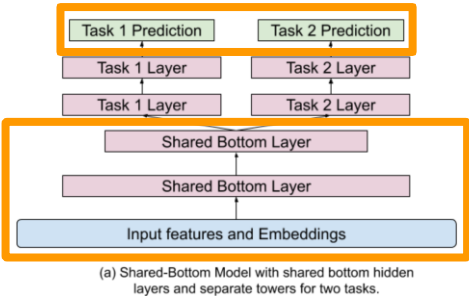 Task 1 Prediction Task 2 Prediction
Task 1 Layer Task 2 Layer
Task 1 Layer Task 2 Layer
Shared Bottom Layer
Shared Bottom Layer
Input features and Embeddings
(a) Shared-Bottom Model with shared bottom hidden
layers and separate towers for two tasks.